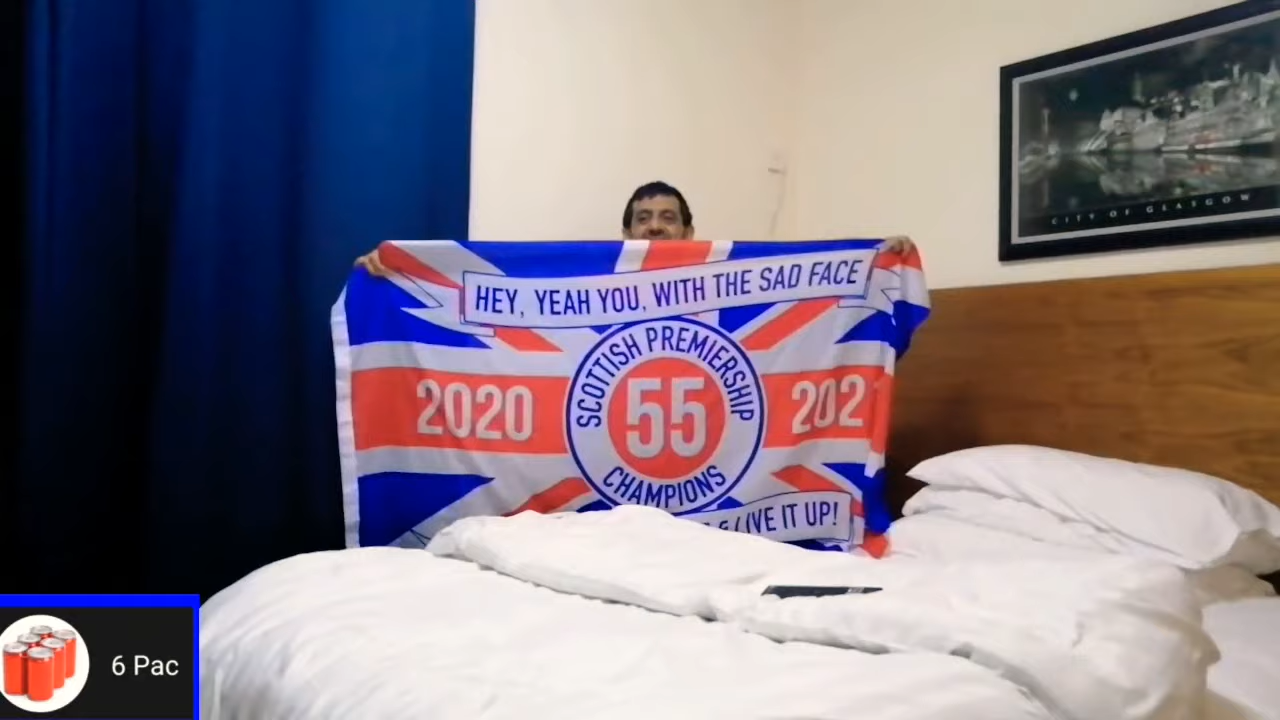 CITY OF GLASGOW
HEY, YEAH YOU, WITH THE SAD FACE
SCOTTISH PREMIERSHIP
2020
55
202
CHAMPIONS
LIVE IT UP!
6 Pac